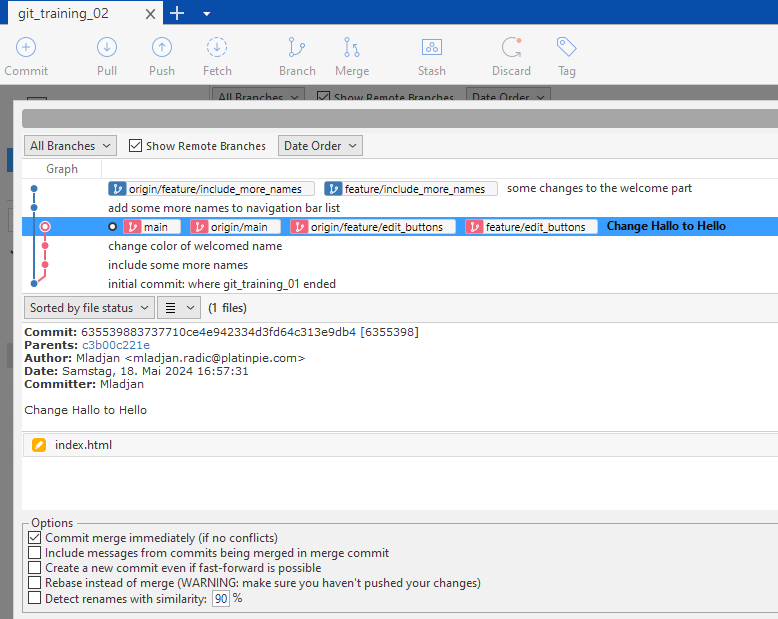 git_training_02
Commit Pull Push Fetch Branch Merge Stash Discard Tag
All Branches Show Remote Branches Date Order
All Branches Show Remote Branches Date Order
Graph
origin/feature/include_more_names feature/include_more_names some changes to the welcome part
add some more names to navigation bar list
main origin/main origin/feature/edit_buttons feature/edit_buttons Change Hallo to Hello
change color of welcomed name
include some more names
initial commit: where git_training_01 ended
Sorted by file status (1 files)
Commit: 635539883737710ce4e942334d3fd64c313e9db4 [6355398]
Parents: c3b00c221e
Author: Mladjan <mladjan.radic@platinpie.com>
Date: Samstag, 18. Mai 2024 16:57:31
Committer: Mladjan
Change Hallo to Hello
index.html
Options
Commit merge immediately (if no conflicts)
Include messages from commits being merged in merge commit
Create a new commit even if fast-forward is possible
Rebase instead of merge (WARNING: make sure you haven't pushed your changes)
Detect renames with similarity: 90 %